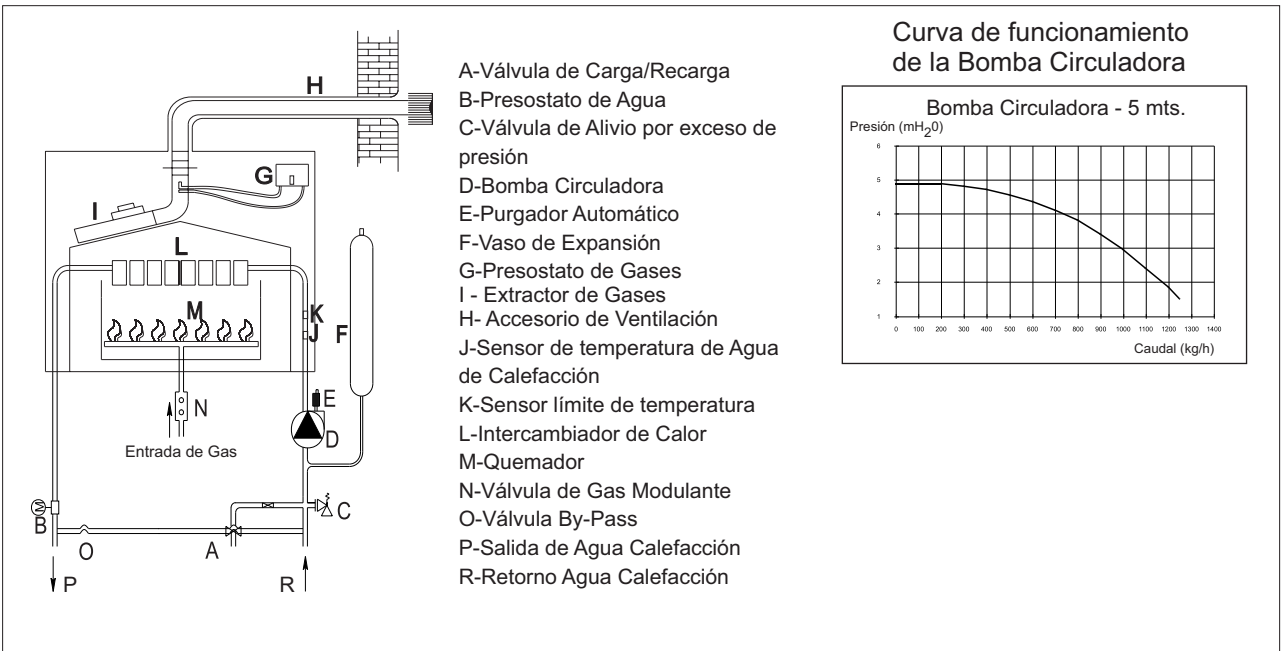 H
G
I
L
M
K
J
F
E
D
N
Entrada de Gas
B
C
O
A
P
R
A-Válvula de Carga/Recarga
B-Presostato de Agua
C-Válvula de Alivio por exceso de
presión
D-Bomba Circuladora
E-Purgador Automático
F-Vaso de Expansión
G-Presostato de Gases
I - Extractor de Gases
H- Accesorio de Ventilación
J-Sensor de temperatura de Agua
de Calefacción
K-Sensor límite de temperatura
L-Intercambiador de Calor
M-Quemador
N-Válvula de Gas Modulante
O-Válvula By-Pass
P-Salida de Agua Calefacción
R-Retorno Agua Calefacción
Curva de funcionamiento
de la Bomba Circuladora
Bomba Circuladora - 5 mts.
Presión (mH20)
6
5
4
3
2
1
0 100 200 300 400 500 600 700 800 900 1000 1100 1200 1300 1400
Caudal (kg/h)